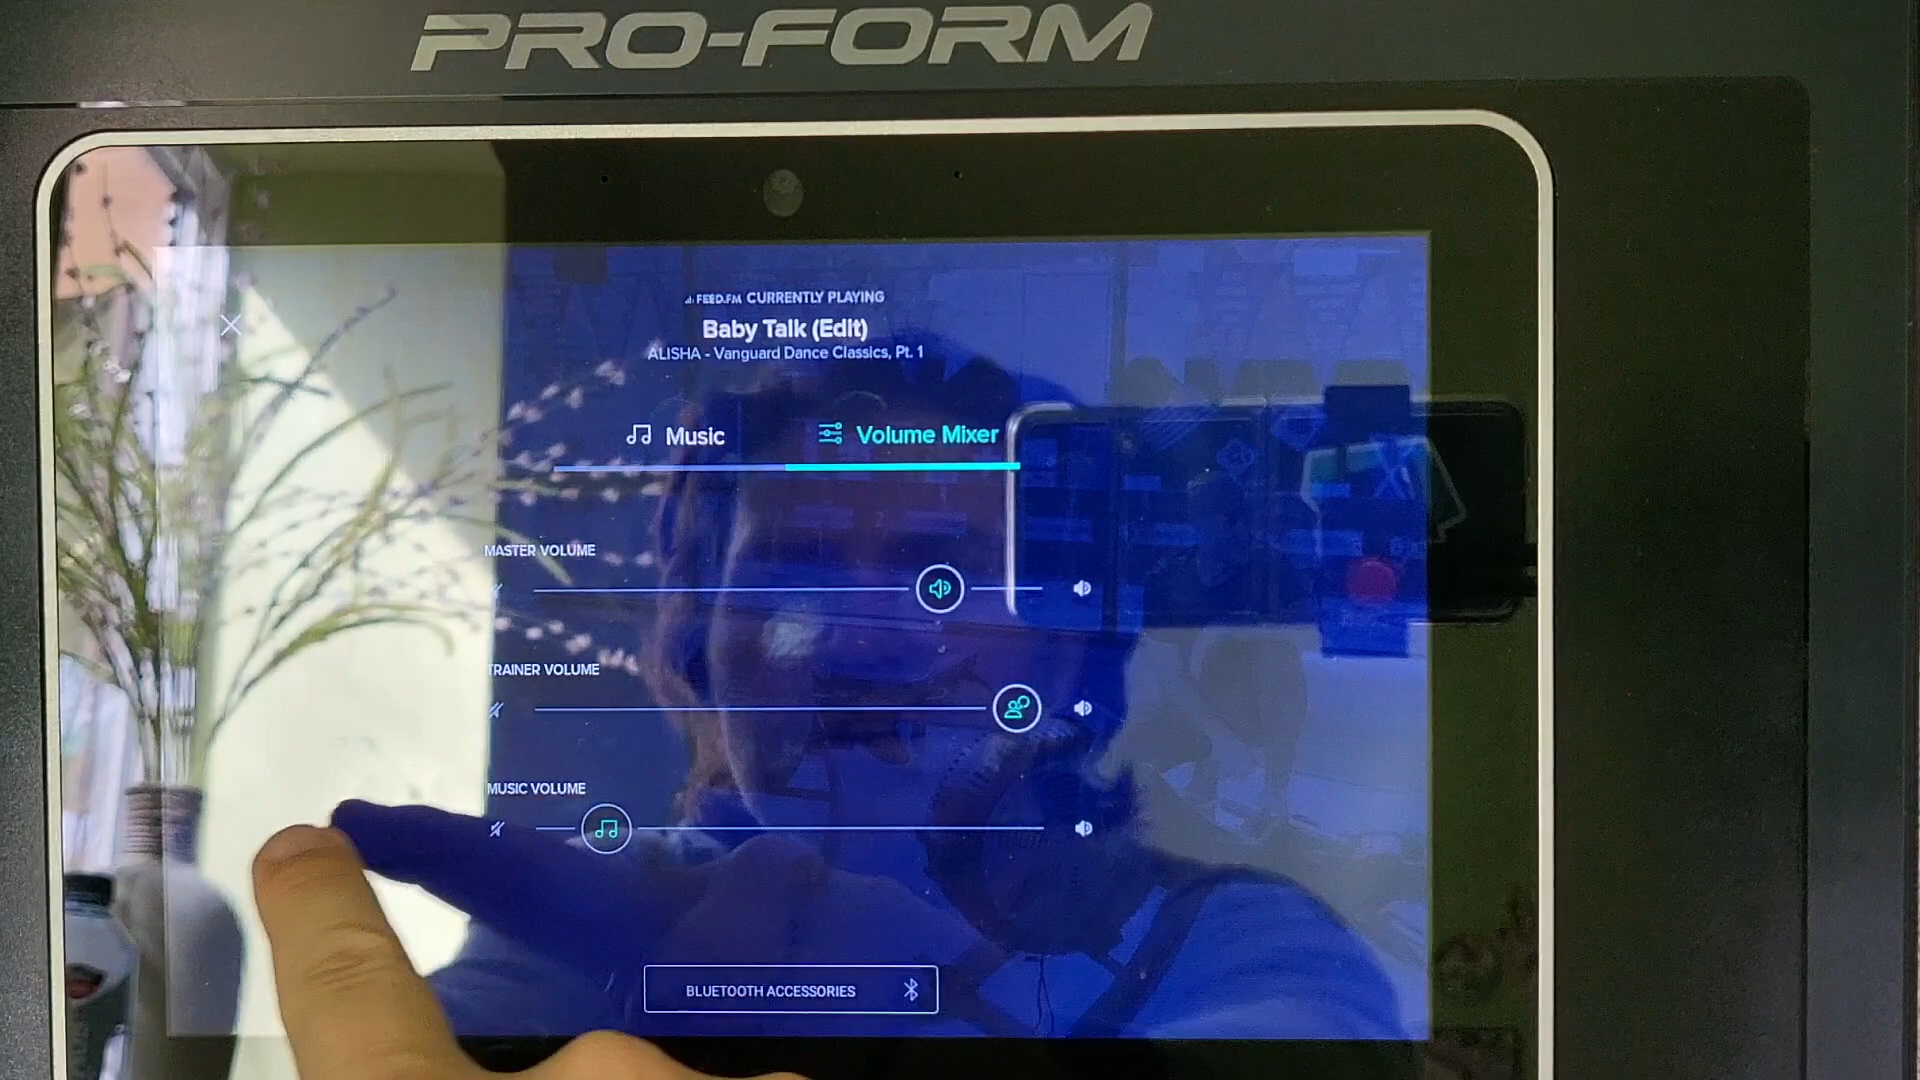 PRO-FORM
FEED.FM CURRENTLY PLAYING
Baby Talk (Edit)
ALISHA - Vanguard Dance Classics, Pt. 1
Music
Volume Mixer
MASTER VOLUME
TRAINER VOLUME
MUSIC VOLUME
BLUETOOTH ACCESSORIES